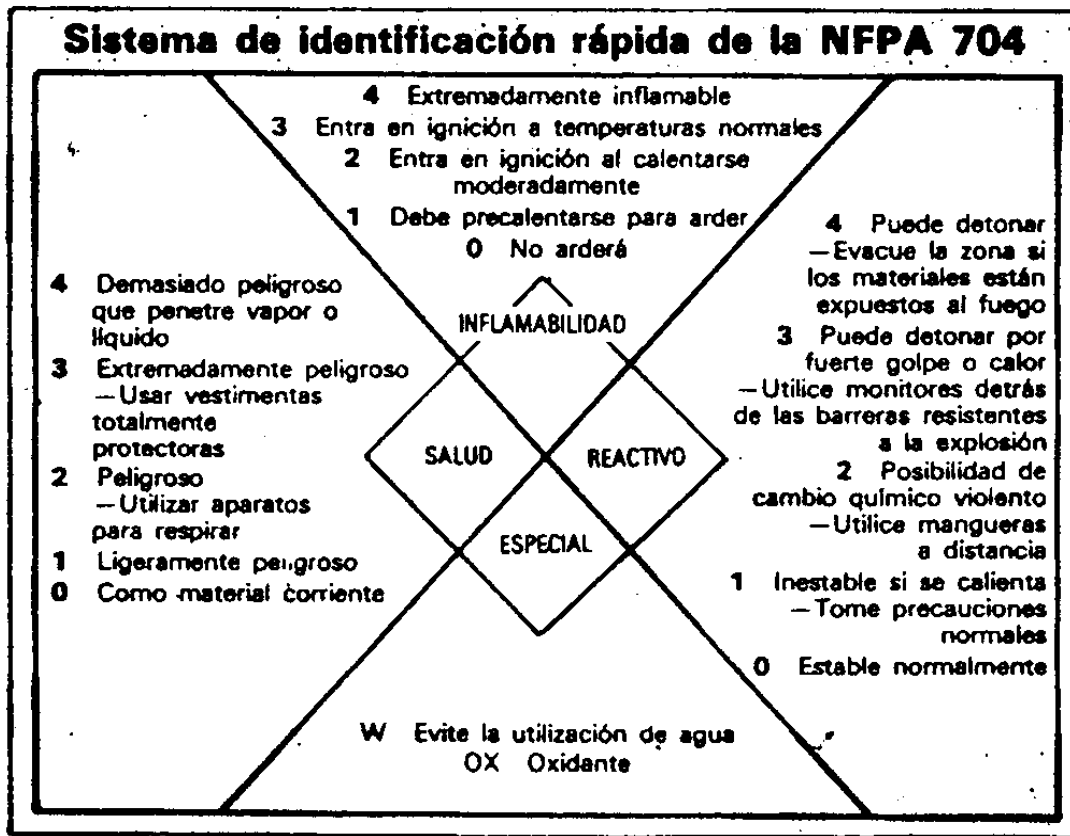 Sistema de identificación rápida de la NFPA 704
4 Extremadamente inflamable
3 Entra en ignición a temperaturas normales
2 Entra en ignición al calentarse
moderadamente
1 Debe precalentarse para arder
0 No arderá
4 Demasiado peligroso
que penetre vapor o
líquido
3 Extremadamente peligroso
—Usar vestimentas
totalmente
protectoras
2 Peligroso
—Utilizar aparatos
para respirar
1 Ligeramente peligroso
0 Como material corriente
INFLAMABILIDAD
SALUD
REACTIVO
ESPECIAL
4 Puede detonar
—Evacue la zona si
los materiales están
expuestos al fuego
3 Puede detonar por
fuerte golpe o calor
—Utilice monitores detrás
de las barreras resistentes
a la explosión
2 Posibilidad de
cambio químico violento
—Utilice mangueras
a distancia
1 Inestable si se calienta
—Tome precauciones
normales
0 Estable normalmente
W Evite la utilización de agua
OX Oxidante